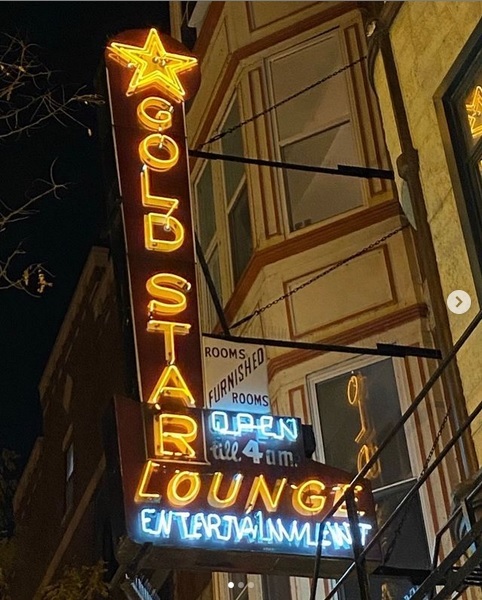 GOLD STAR
ROOMS
FURNISHED
ROOMS
OPEN
till 4 am.
LOUNGE
ENTERTAINMENT